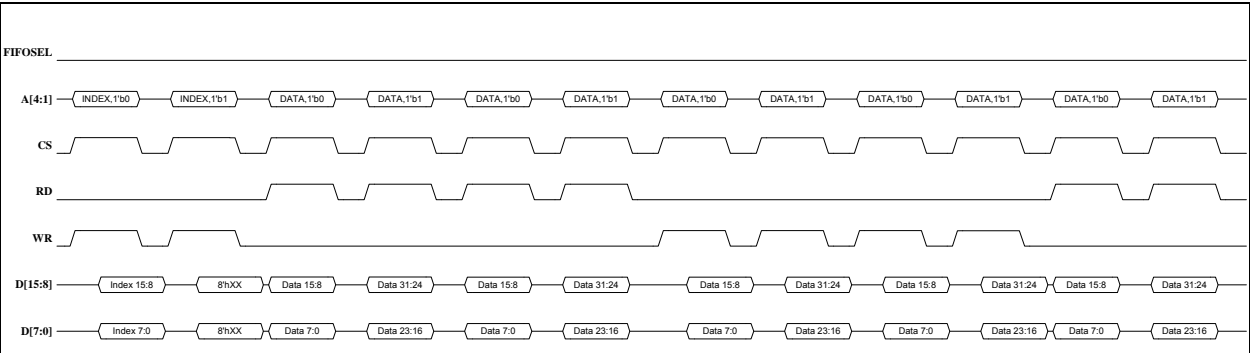 FIFOSEL
A[4:1] INDEX,1'b0 INDEX,1'b1 DATA,1'b0 DATA,1'b1 DATA,1'b0 DATA,1'b1 DATA,1'b0 DATA,1'b1 DATA,1'b0 DATA,1'b1 DATA,1'b0 DATA,1'b1
CS
RD
WR
D[15:8] Index 15:8 8'hXX Data 15:8 Data 31:24 Data 15:8 Data 31:24 Data 15:8 Data 31:24 Data 15:8 Data 31:24 Data 15:8 Data 31:24
D[7:0] Index 7:0 8'hXX Data 7:0 Data 23:16 Data 7:0 Data 23:16 Data 7:0 Data 23:16 Data 7:0 Data 23:16 Data 7:0 Data 23:16